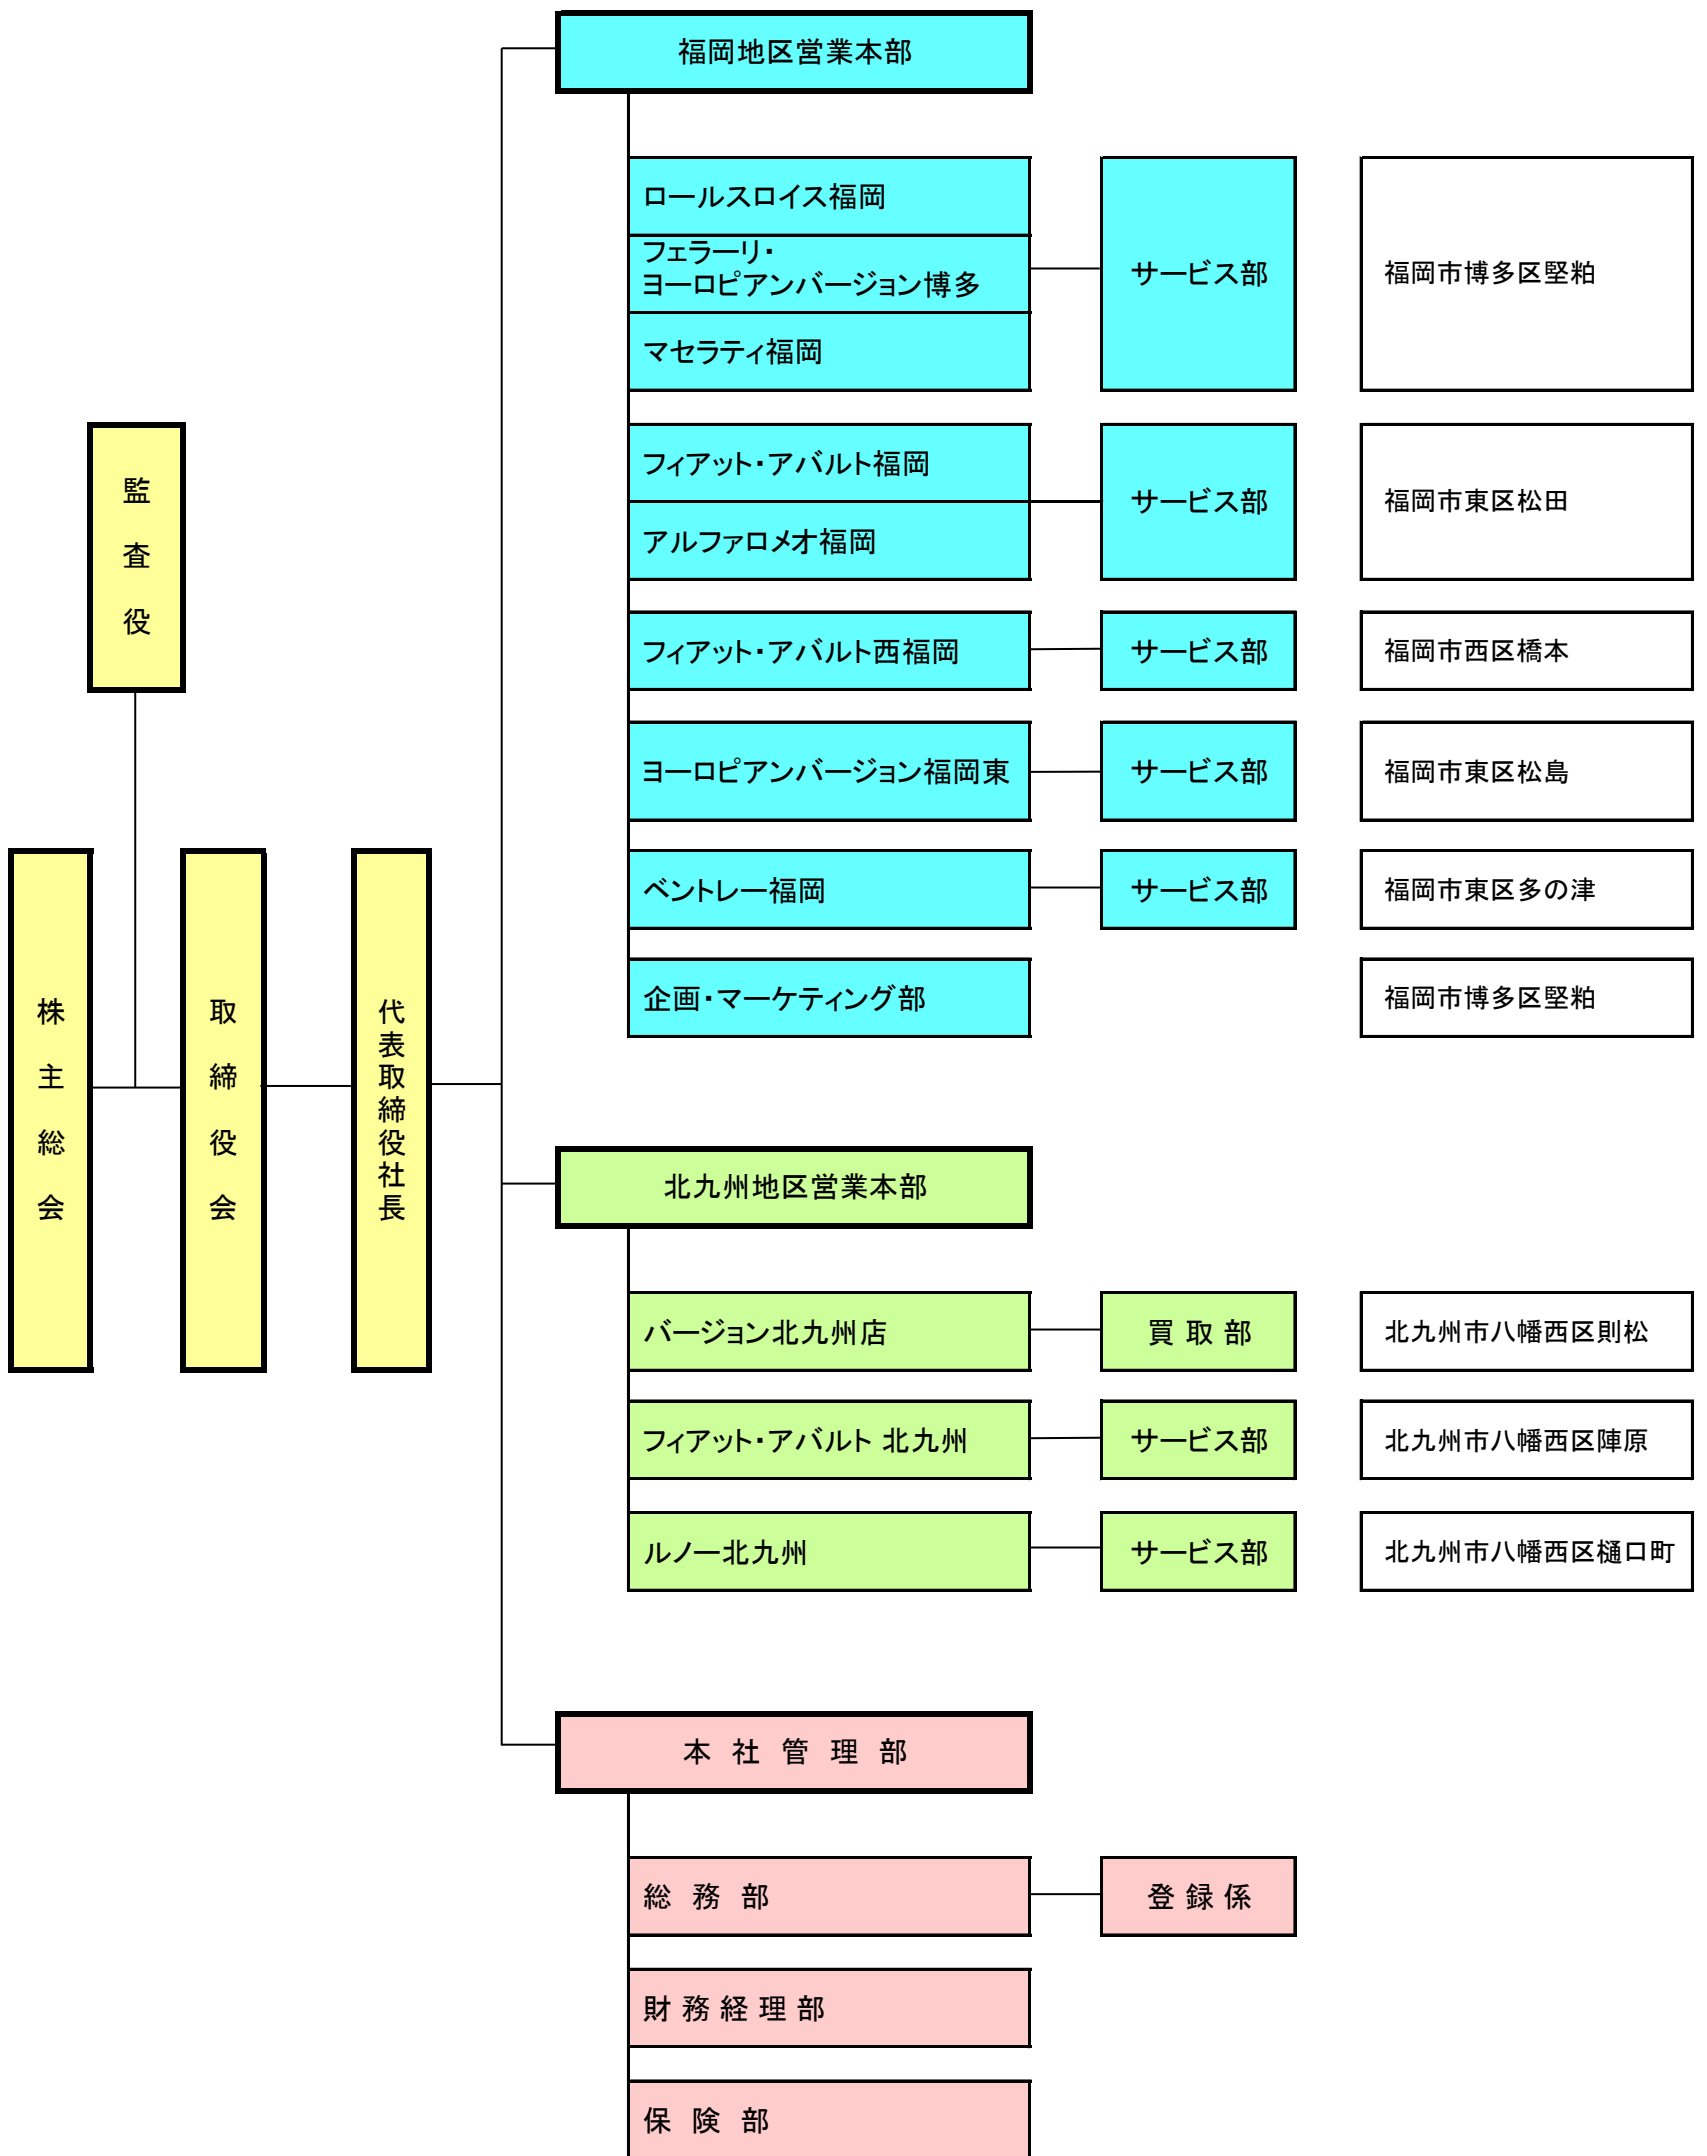 福岡地区営業本部
ロールスロイス福岡
フェラーリ・
ヨーロピアンバージョン博多
マセラティ福岡
サービス部
福岡市博多区堅粕
フィアット・アバルト福岡
アルファロメオ福岡
サービス部
福岡市東区松田
フィアット・アバルト西福岡
サービス部
福岡市西区橋本
ヨーロピアンバージョン福岡東
サービス部
福岡市東区松島
ベントレー福岡
サービス部
福岡市東区多の津
企画・マーケティング部
福岡市博多区堅粕
監査役
株主総会
取締役会
代表取締役社長
北九州地区営業本部
バージョン北九州店
買取部
北九州市八幡西区則松
フィアット・アバルト 北九州
サービス部
北九州市八幡西区陣原
ルノー北九州
サービス部
北九州市八幡西区樋口町
本社管理部
総務部
登録係
財務経理部
保険部